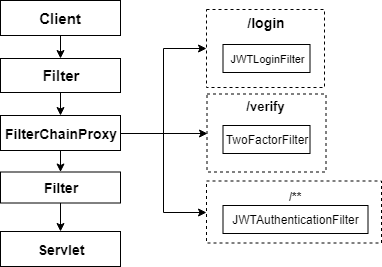 Client
Filter
FilterChainProxy
Filter
Servlet
/login
JWTLoginFilter
/verify
TwoFactorFilter
/**
JWTAuthenticationFilter